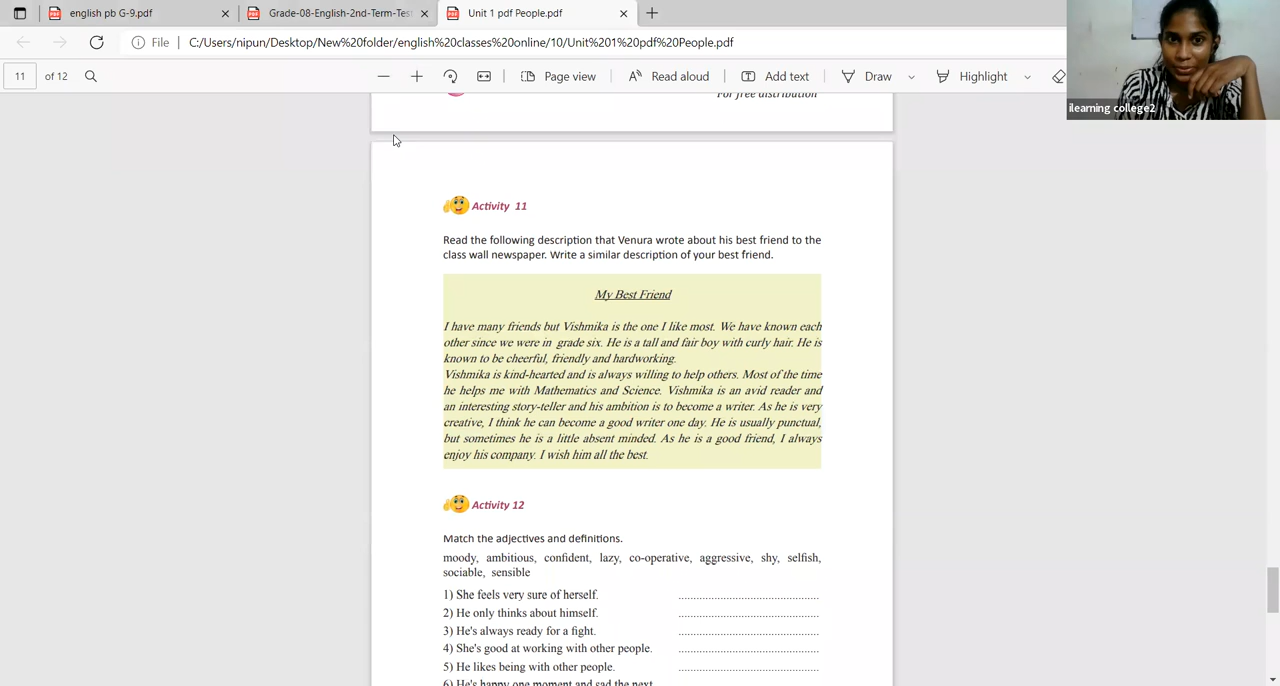 english pb G-9.pdf
Grade-08-English-2nd-Term-Test
Unit 1 pdf People.pdf
File
C:/Users/nipun/Desktop/New%20folder/english%20classes%20online/10/Unit%201%20pdf%20People.pdf
11 of 12
Page view
Read aloud
Add text
Draw
Highlight
ilearning college2
For free distribution
Activity 11
Read the following description that Venura wrote about his best friend to the
class wall newspaper. Write a similar description of your best friend.
My Best Friend
I have many friends but Vishmika is the one I like most. We have known each
other since we were in grade six. He is a tall and fair boy with curly hair. He is
known to be cheerful, friendly and hardworking.
Vishmika is kind-hearted and is always willing to help others. Most of the time
he helps me with Mathematics and Science. Vishmika is an avid reader and
an interesting story-teller and his ambition is to become a writer. As he is very
creative, I think he can become a good writer one day. He is usually punctual,
but sometimes he is a little absent minded. As he is a good friend, I always
enjoy his company. I wish him all the best.
Activity 12
Match the adjectives and definitions.
moody, ambitious, confident, lazy, co-operative, aggressive, shy, selfish,
sociable, sensible
1) She feels very sure of herself. ................................................
2) He only thinks about himself. ................................................
3) He's always ready for a fight. ................................................
4) She's good at working with other people. ................................................
5) He likes being with other people. ................................................
6) He's happy one moment and sad the next